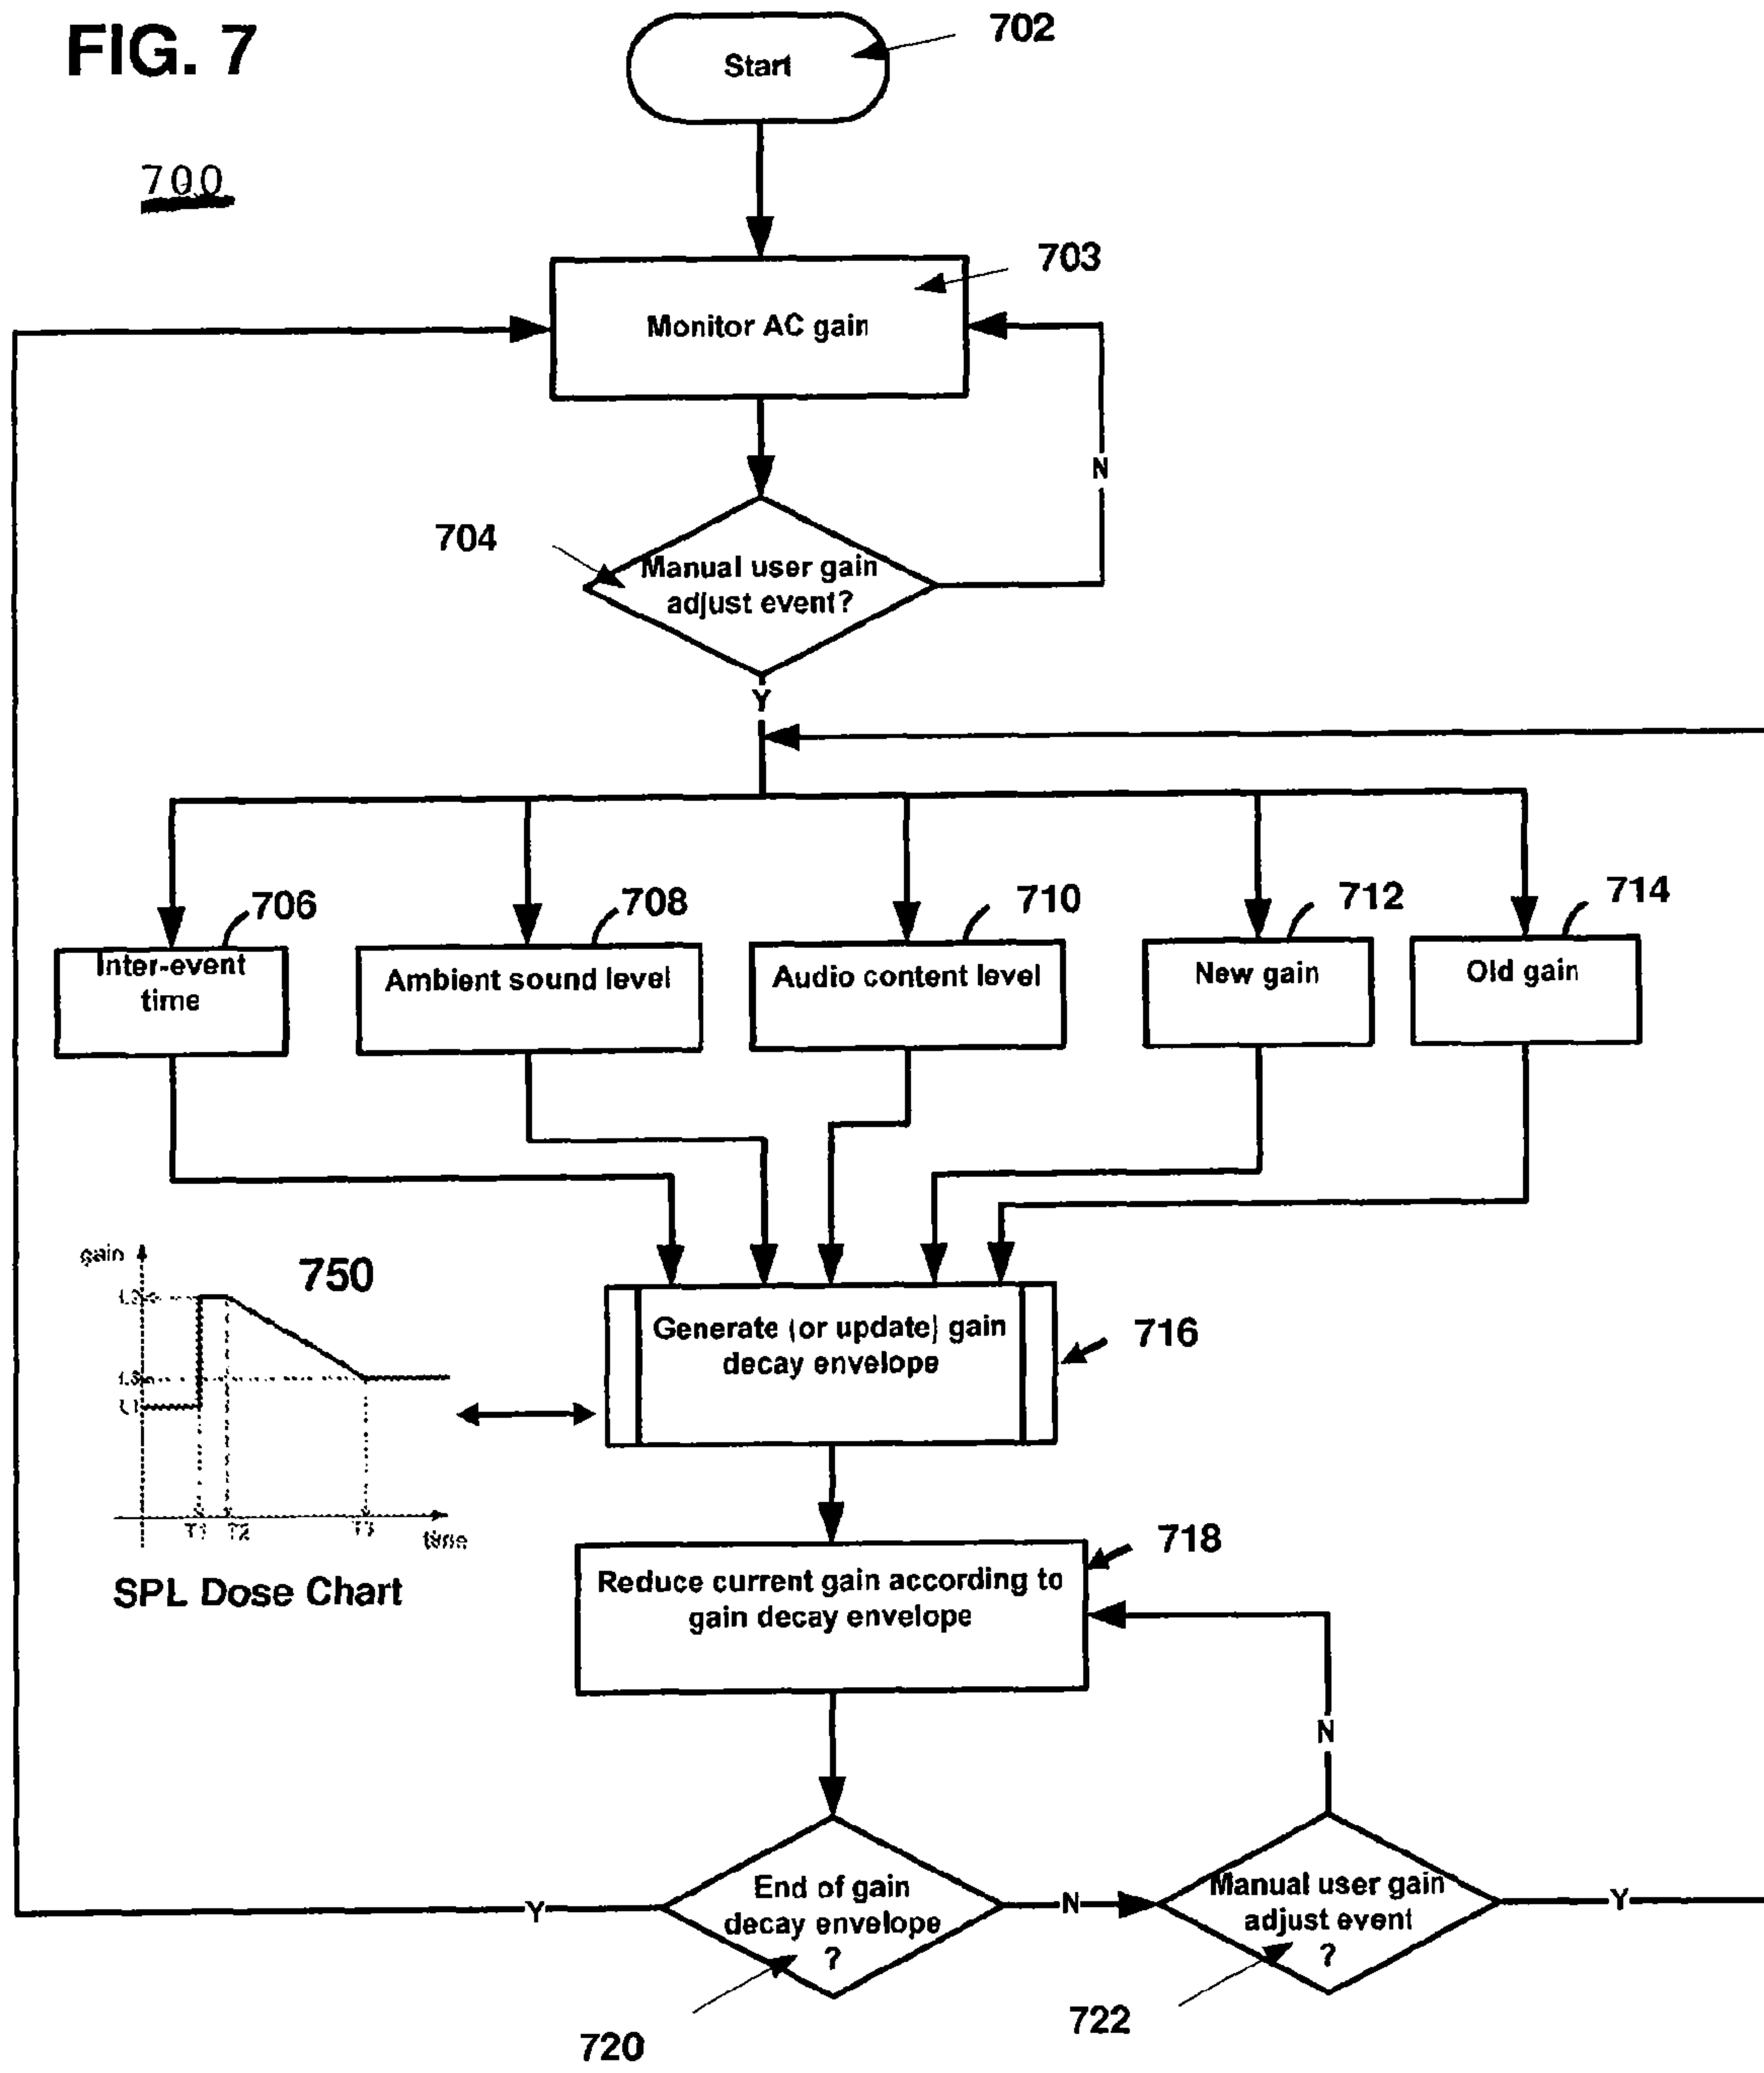 FIG. 7
702
Start
700
703
Monitor AC gain
N
704
Manual user gain
adjust event?
Y
706
708
710
712
714
Inter-event
time
Ambient sound level
Audio content level
New gain
Old gain
gain
750
Generate (or update) gain
decay envelope
716
T1
T2
T3
time
SPL Dose Chart
718
Reduce current gain according to
gain decay envelope
N
End of gain
decay envelope
?
Y
N
Manual user gain
adjust event
?
Y
720
722